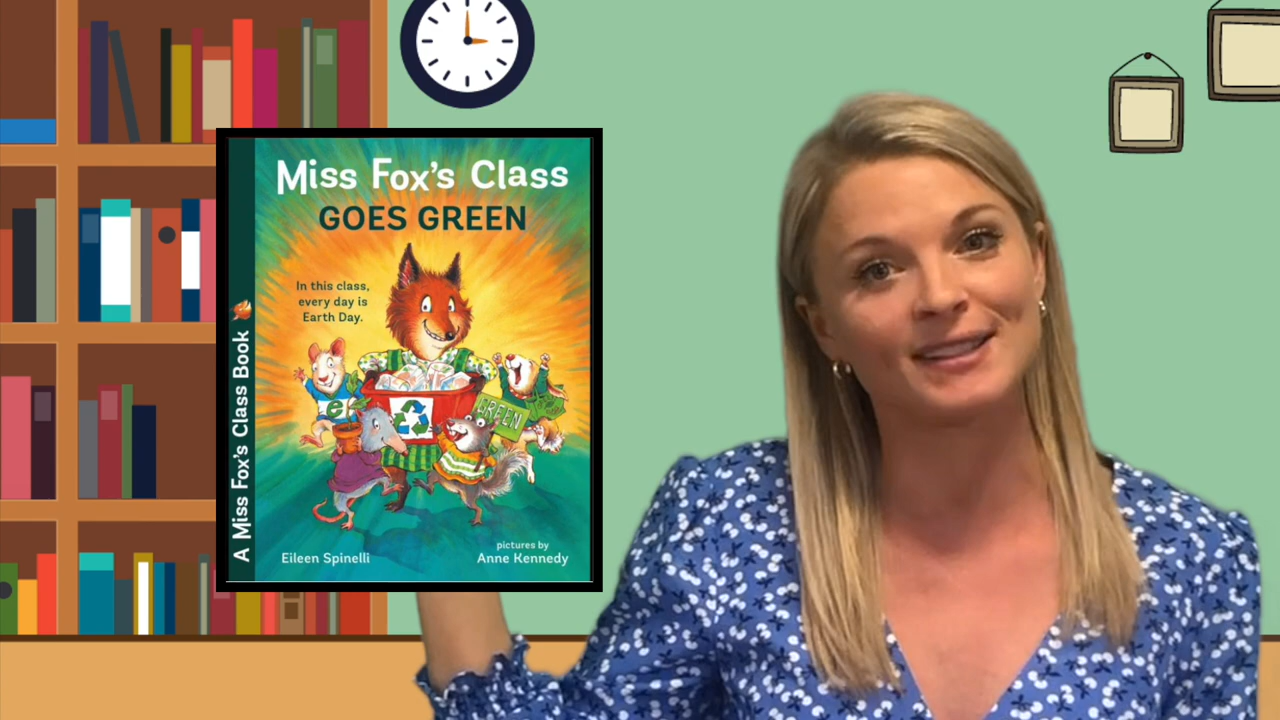 Miss Fox's Class
GOES GREEN
In this class,
every day is
Earth Day.
A Miss Fox's Class Book
e
GREEN
Eileen Spinelli
pictures by
Anne Kennedy